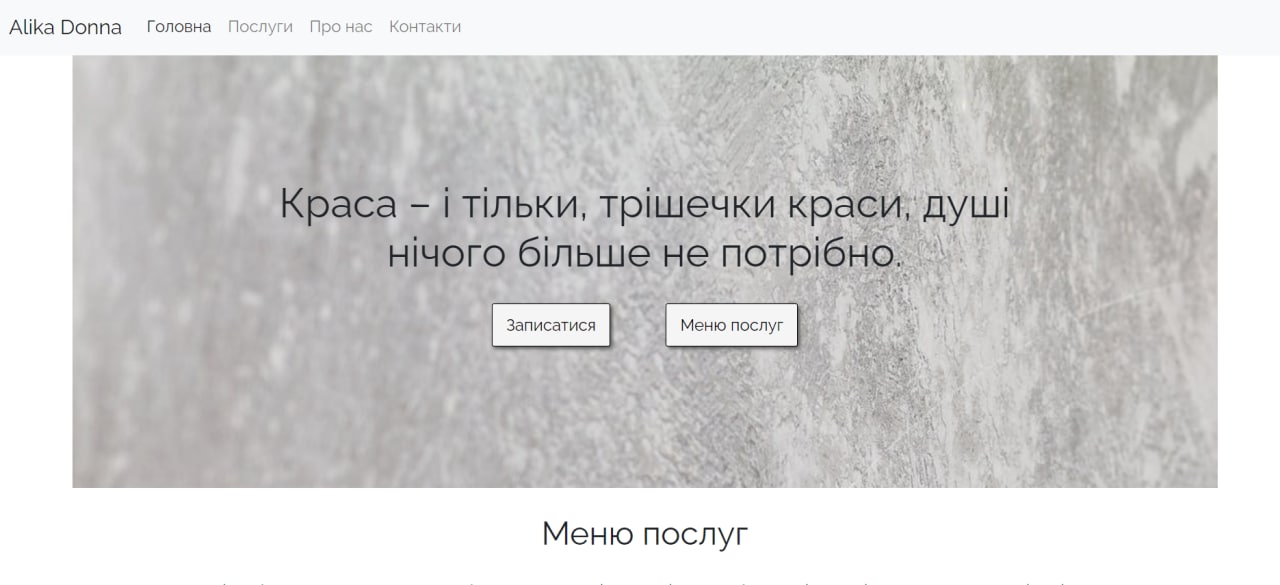 Alika Donna Головна Послуги Про нас Контакти
Краса – і тільки, трішечки краси, душі
нічого більше не потрібно.
Записатися Меню послуг
Меню послуг